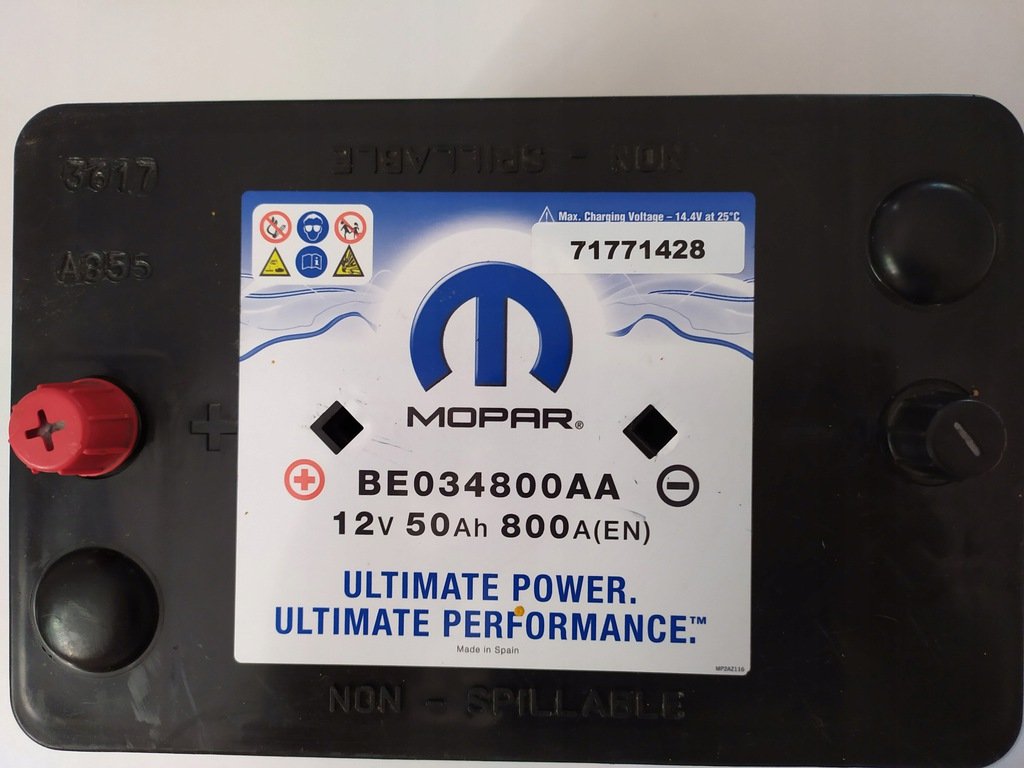 NON - SPILLABLE
3617
A355
Max. Charging Voltage – 14.4V at 25°C
71771428
MOPAR®
BE034800AA
12V 50Ah 800A(EN)
ULTIMATE POWER.
ULTIMATE PERFORMANCE.™
Made in Spain
MP2AZ116
NON - SPILLABLE